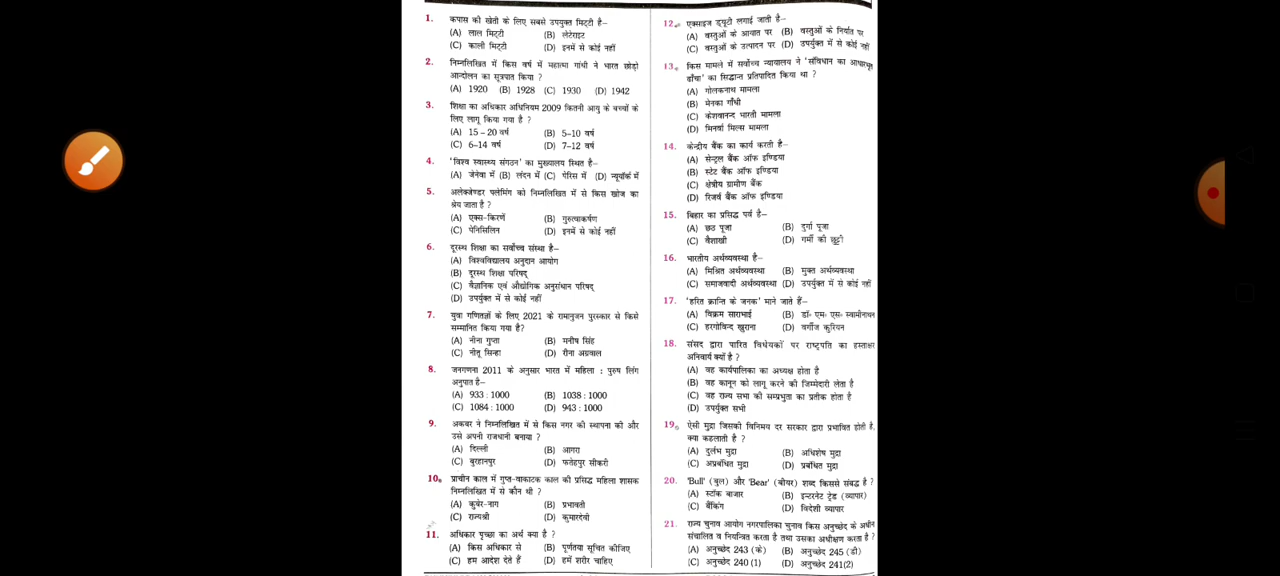 1. कपास की खेती के लिए सबसे उपयुक्त मिट्टी है–
(A) लाल मिट्टी (B) लेटेराइट
(C) काली मिट्टी (D) इनमें से कोई नहीं
2. निम्नलिखित में किस वर्ष में महात्मा गांधी ने भारत छोड़ो
आन्दोलन का सूत्रपात किया ?
(A) 1920 (B) 1928 (C) 1930 (D) 1942
3. शिक्षा का अधिकार अधिनियम 2009 कितनी आयु के बच्चों के
लिए लागू किया गया है ?
(A) 15 – 20 वर्ष (B) 5–10 वर्ष
(C) 6–14 वर्ष (D) 7–12 वर्ष
4. 'विश्व स्वास्थ्य संगठन' का मुख्यालय स्थित है–
(A) जेनेवा में (B) लंदन में (C) पेरिस में (D) न्यूयॉर्क में
5. अलेक्जेण्डर फ्लेमिंग को निम्नलिखित में से किस खोज का
श्रेय जाता है ?
(A) एक्स-किरणें (B) गुरुत्वाकर्षण
(C) पेनिसिलिन (D) इनमें से कोई नहीं
6. दूरस्थ शिक्षा का सर्वोच्च संस्था है–
(A) विश्वविद्यालय अनुदान आयोग
(B) दूरस्थ शिक्षा परिषद्
(C) वैज्ञानिक एवं औद्योगिक अनुसंधान परिषद्
(D) उपर्युक्त में से कोई नहीं
7. युवा गणितज्ञों के लिए 2021 के रामानुजन पुरस्कार से किसे
सम्मानित किया गया है?
(A) नीना गुप्ता (B) मनीष सिंह
(C) नीतू सिन्हा (D) रीना अग्रवाल
8. जनगणना 2011 के अनुसार भारत में महिला : पुरुष लिंग
अनुपात है–
(A) 933 : 1000 (B) 1038 : 1000
(C) 1084 : 1000 (D) 943 : 1000
9. अकबर ने निम्नलिखित में से किस नगर की स्थापना की और
उसे अपनी राजधानी बनाया ?
(A) दिल्ली (B) आगरा
(C) बुरहानपुर (D) फतेहपुर सीकरी
10. प्राचीन काल में गुप्त-वाकाटक काल की प्रसिद्ध महिला शासक
निम्नलिखित में से कौन थी ?
(A) कुबेर-नाग (B) प्रभावती
(C) राज्यश्री (D) कुमारदेवी
11. अधिकार पृच्छा का अर्थ क्या है ?
(A) किस अधिकार से (B) पूर्णतया सूचित कीजिए
(C) हम आदेश देते हैं (D) हमें शरीर चाहिए
12. एक्साइज ड्यूटी लगाई जाती है–
(A) वस्तुओं के आयात पर (B) वस्तुओं के निर्यात पर
(C) वस्तुओं के उत्पादन पर (D) उपर्युक्त में से कोई नहीं
13. किस मामले में सर्वोच्च न्यायालय ने 'संविधान का आधारभूत
ढाँचा' का सिद्धान्त प्रतिपादित किया था ?
(A) गोलकनाथ मामला
(B) मेनका गाँधी
(C) केशवानन्द भारती मामला
(D) मिनर्वा मिल्स मामला
14. केन्द्रीय बैंक का कार्य करती है–
(A) सेन्ट्रल बैंक ऑफ इण्डिया
(B) स्टेट बैंक ऑफ इण्डिया
(C) क्षेत्रीय ग्रामीण बैंक
(D) रिजर्व बैंक ऑफ इण्डिया
15. बिहार का प्रसिद्ध पर्व है–
(A) छठ पूजा (B) दुर्गा पूजा
(C) वैशाखी (D) गर्मी की छुट्टी
16. भारतीय अर्थव्यवस्था है–
(A) मिश्रित अर्थव्यवस्था (B) मुक्त अर्थव्यवस्था
(C) समाजवादी अर्थव्यवस्था (D) उपर्युक्त में से कोई नहीं
17. 'हरित क्रान्ति के जनक' माने जाते हैं–
(A) विक्रम साराभाई (B) डॉ॰ एम॰ एस॰ स्वामीनाथन
(C) हरगोविन्द खुराना (D) वर्गीज कुरियन
18. संसद द्वारा पारित विधेयकों पर राष्ट्रपति का हस्ताक्षर
अनिवार्य क्यों है ?
(A) वह कार्यपालिका का अध्यक्ष होता है
(B) वह कानून को लागू करने की जिम्मेदारी लेता है
(C) वह राज्य सभा की सम्प्रभुता का प्रतीक होता है
(D) उपर्युक्त सभी
19. ऐसी मुद्रा जिसकी विनिमय दर सरकार द्वारा प्रभावित होती है,
क्या कहलाती है ?
(A) दुर्लभ मुद्रा (B) अधिशेष मुद्रा
(C) अप्रबंधित मुद्रा (D) प्रबंधित मुद्रा
20. 'Bull' (बुल) और 'Bear' (बीयर) शब्द किससे संबद्ध है ?
(A) स्टॉक बाजार (B) इन्टरनेट ट्रेड (व्यापार)
(C) बैंकिंग (D) विदेशी व्यापार
21. राज्य चुनाव आयोग नगरपालिका चुनाव किस अनुच्छेद के अधीन
संचालित व नियन्त्रित करता है तथा उसका अधीक्षण करता है ?
(A) अनुच्छेद 243 (के) (B) अनुच्छेद 245 (डी)
(C) अनुच्छेद 240 (1) (D) अनुच्छेद 241(2)